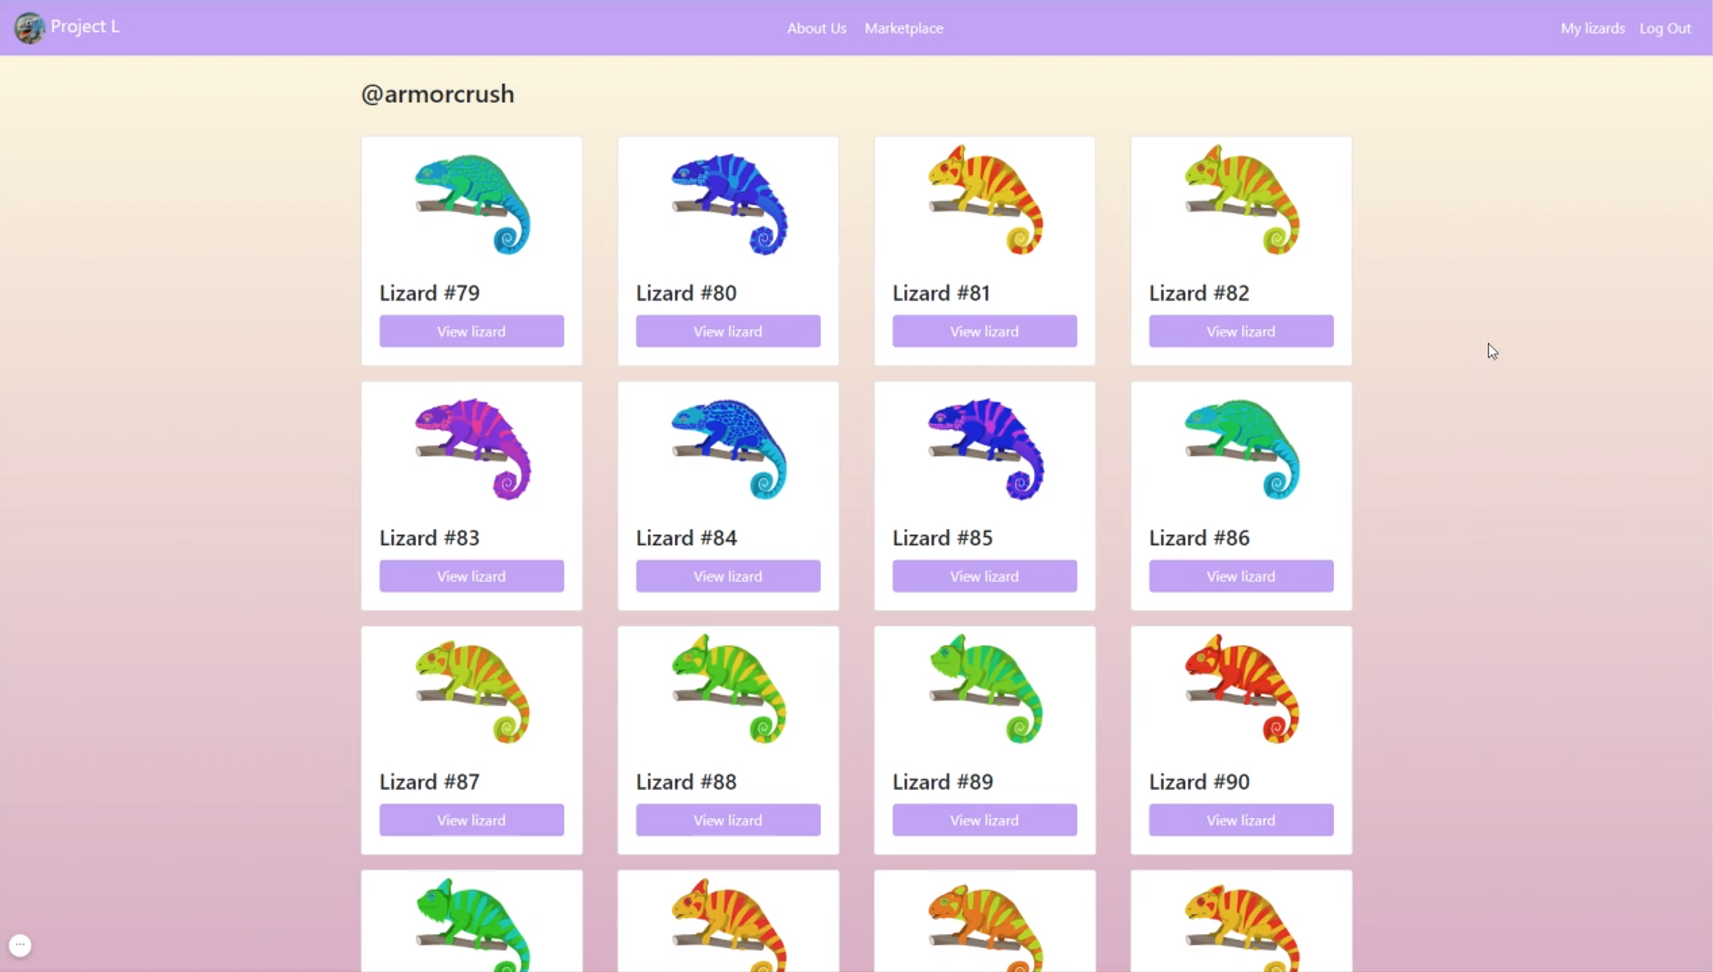 Project L
About Us
Marketplace
My lizards
Log Out
@armorcrush
Lizard #79
View lizard
Lizard #80
View lizard
Lizard #81
View lizard
Lizard #82
View lizard
Lizard #83
View lizard
Lizard #84
View lizard
Lizard #85
View lizard
Lizard #86
View lizard
Lizard #87
View lizard
Lizard #88
View lizard
Lizard #89
View lizard
Lizard #90
View lizard